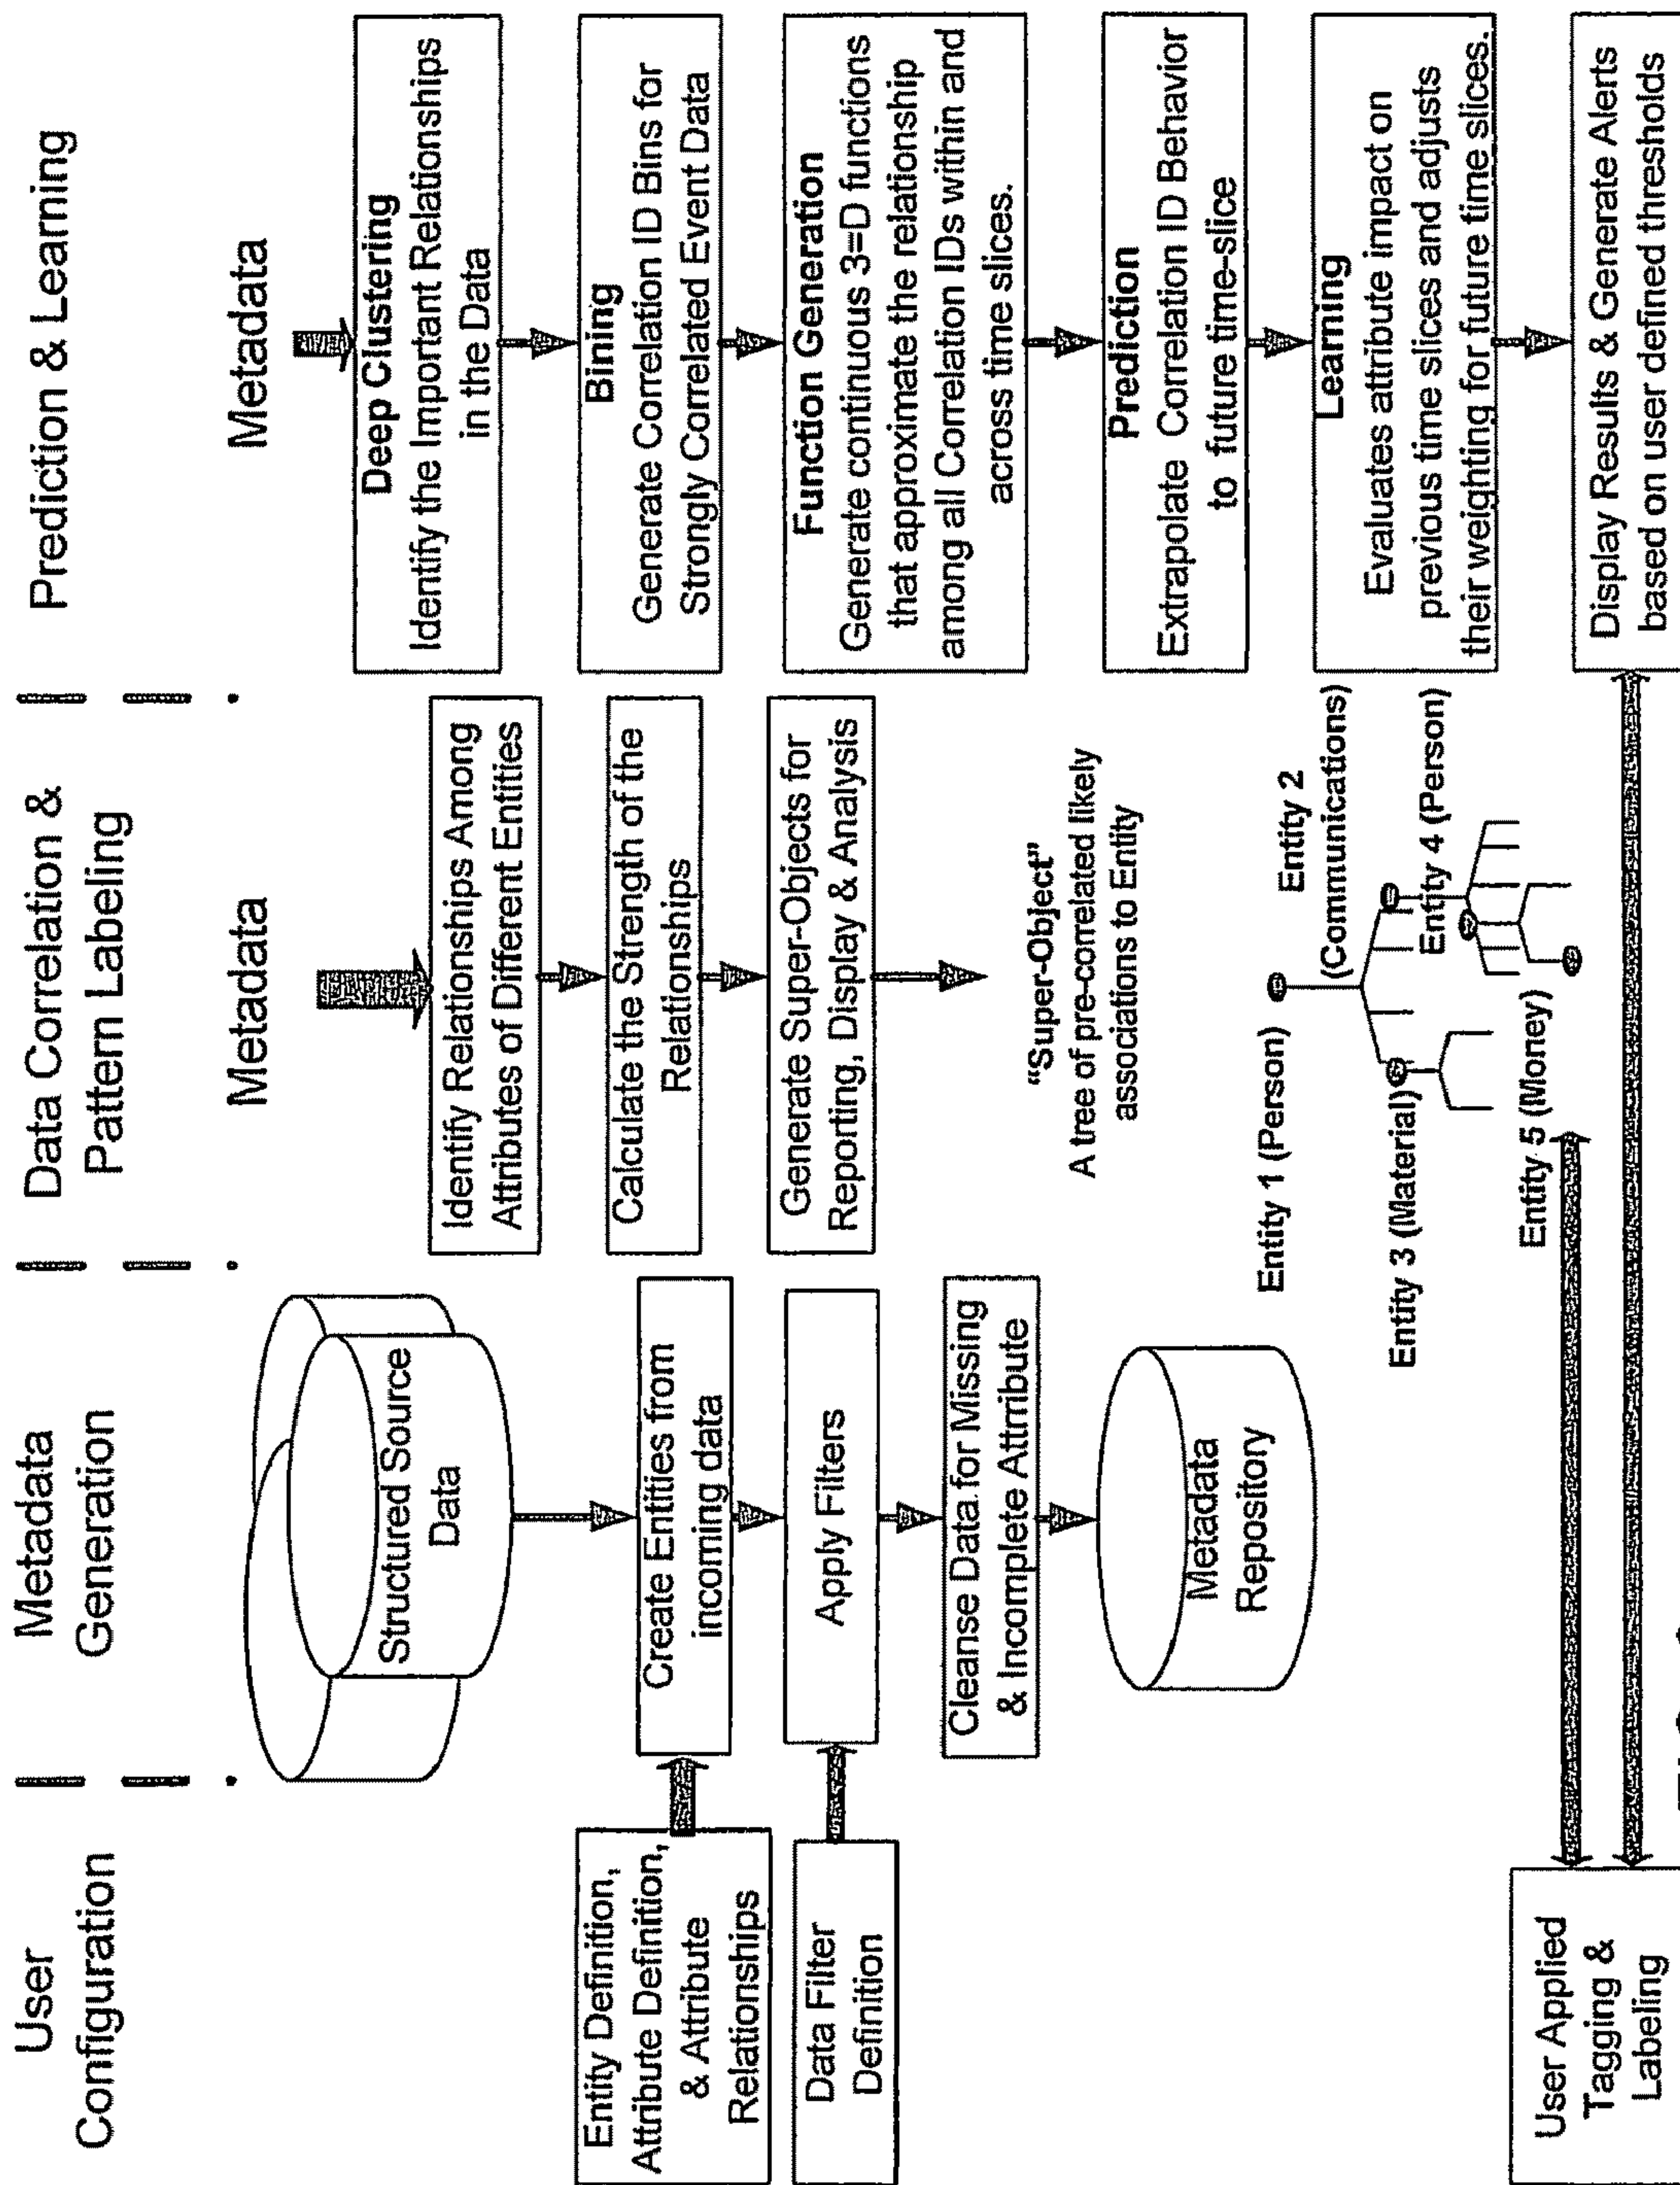 User
Configuration
Entity Definition,
Attribute Definition,
& Attribute
Relationships
Data Filter
Definition
User Applied
Tagging &
Labeling
Metadata
Generation
Structured Source
Data
Create Entities from
incoming data
Apply Filters
Cleanse Data for Missing
& Incomplete Attribute
Metadata
Repository
Data Correlation &
Pattern Labeling
Metadata
Identify Relationships Among
Attributes of Different Entities
Calculate the Strength of the
Relationships
Generate Super-Objects for
Reporting, Display & Analysis
"Super-Object"
A tree of pre-correlated likely
associations to Entity
Entity 1 (Person)
Entity 2
(Communications)
Entity 3 (Material)
Entity 4 (Person)
Entity 5 (Money)
Prediction & Learning
Metadata
Deep Clustering
Identify the Important Relationships
in the Data
Bining
Generate Correlation ID Bins for
Strongly Correlated Event Data
Function Generation
Generate continuous 3=D functions
that approximate the relationship
among all Correlation IDs within and
across time slices.
Prediction
Extrapolate Correlation ID Behavior
to future time-slice
Learning
Evaluates attribute impact on
previous time slices and adjusts
their weighting for future time slices.
Display Results & Generate Alerts
based on user defined thresholds